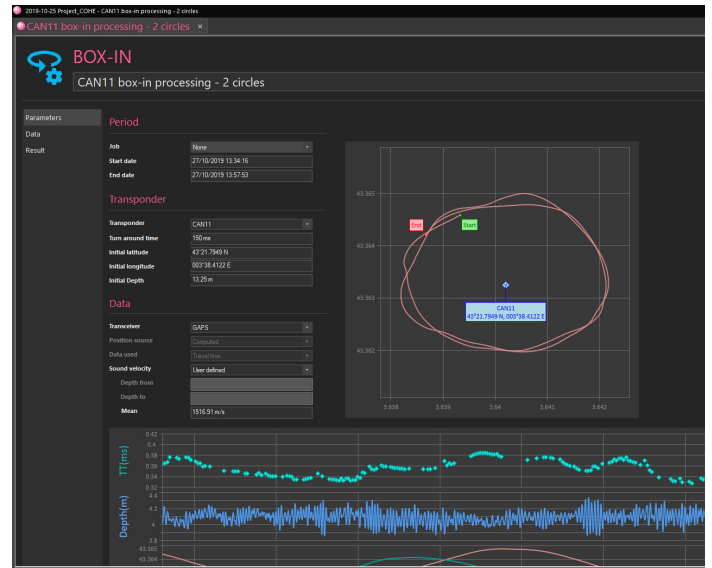 2019-10-25 Project_COHE - CAN11 box-in processing - 2 circles
CAN11 box-in processing - 2 circles ×
BOX-IN
CAN11 box-in processing - 2 circles
Parameters
Data
Result
Period
Job None
Start date 27/10/2019 13:34:16
End date 27/10/2019 13:57:53
Transponder
Transponder CAN11
Turn around time 150 ms
Initial latitude 43°21.7949 N
Initial longitude 003°38.4122 E
Initial Depth 13.25 m
Data
Transceiver GAPS
Position source Computed
Data used Travel time
Sound velocity User defined
Depth from
Depth to
Mean 1516.91 m/s
43.365
43.364
43.363
43.362
End
Start
CAN11
43°21.7949 N, 003°38.4122 E
3.638 3.639 3.64 3.641 3.642
TT(ms)
0.42
0.4
0.38
0.36
0.34
0.32
Depth(m)
4.4
4.2
4
3.8
43.365
43.364